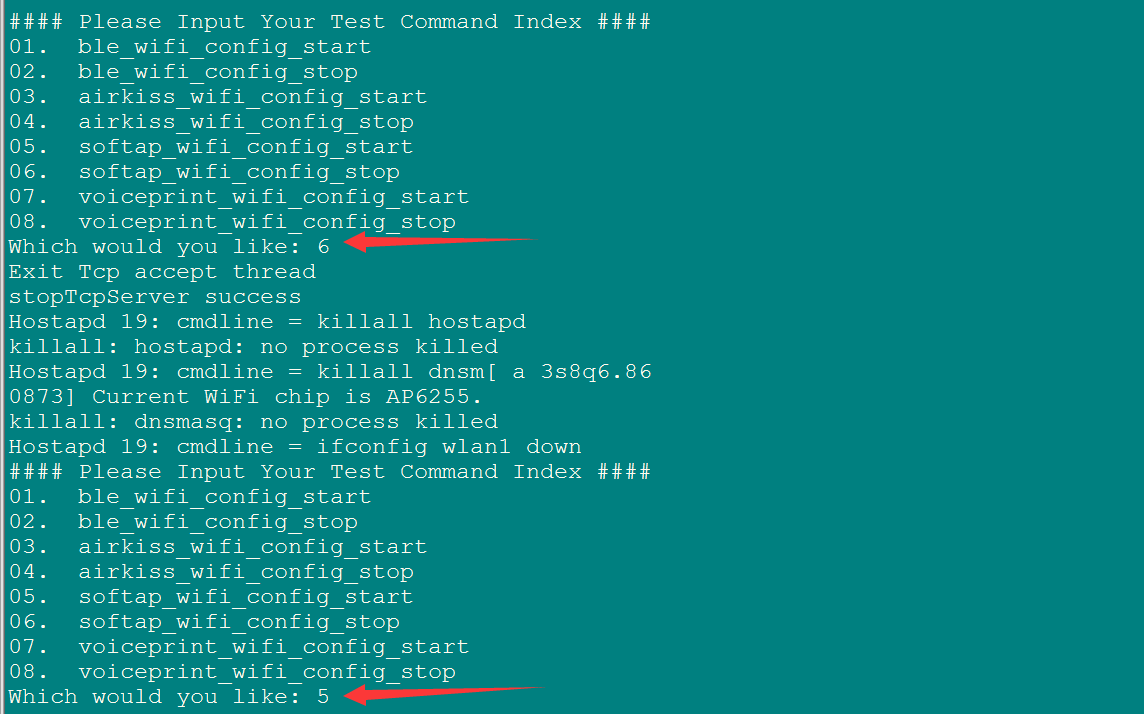 #### Please Input Your Test Command Index ####
01.  ble_wifi_config_start
02.  ble_wifi_config_stop
03.  airkiss_wifi_config_start
04.  airkiss_wifi_config_stop
05.  softap_wifi_config_start
06.  softap_wifi_config_stop
07.  voiceprint_wifi_config_start
08.  voiceprint_wifi_config_stop
Which would you like: 6
Exit Tcp accept thread
stopTcpServer success
Hostapd 19: cmdline = killall hostapd
killall: hostapd: no process killed
Hostapd 19: cmdline = killall dnsm[ a 3s8q6.86
0873] Current WiFi chip is AP6255.
killall: dnsmasq: no process killed
Hostapd 19: cmdline = ifconfig wlan1 down
#### Please Input Your Test Command Index ####
01.  ble_wifi_config_start
02.  ble_wifi_config_stop
03.  airkiss_wifi_config_start
04.  airkiss_wifi_config_stop
05.  softap_wifi_config_start
06.  softap_wifi_config_stop
07.  voiceprint_wifi_config_start
08.  voiceprint_wifi_config_stop
Which would you like: 5